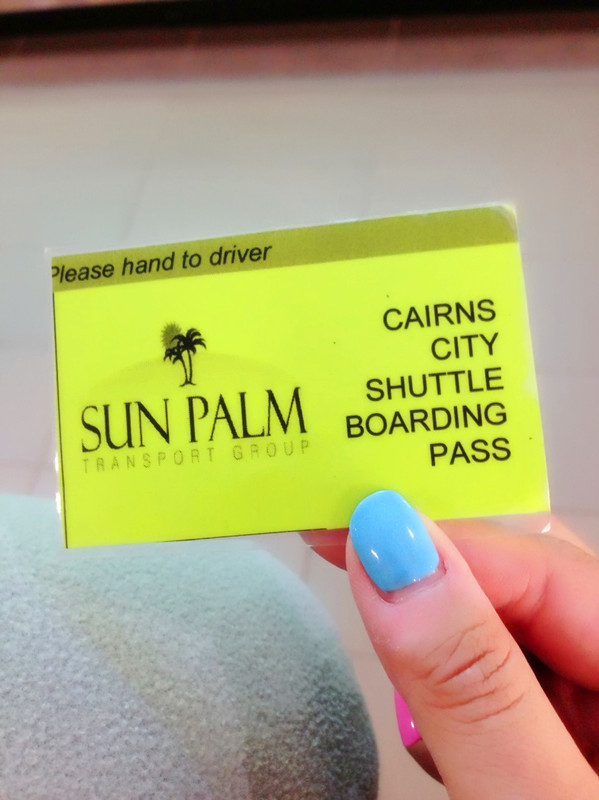 Please hand to driver
SUN PALM
TRANSPORT GROUP
CAIRNS
CITY
SHUTTLE
BOARDING
PASS